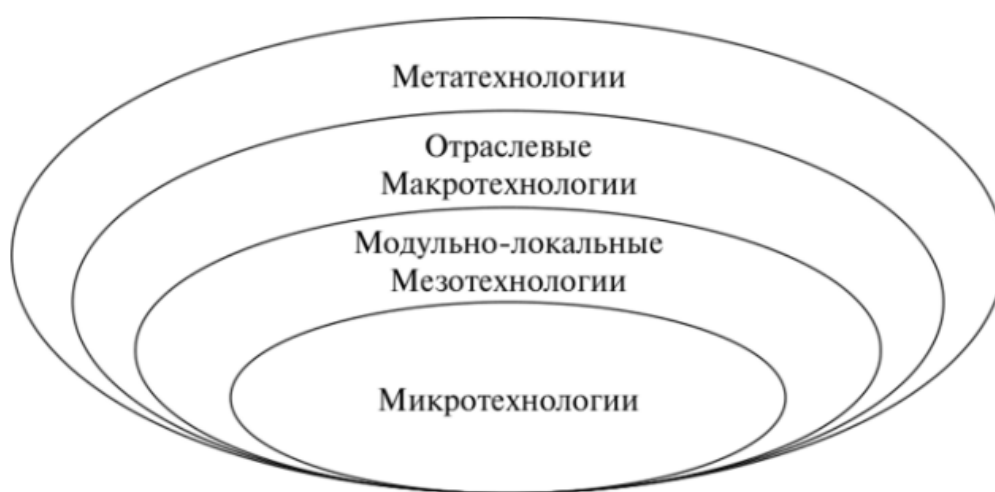 Метатехнологии
Отраслевые
Макротехнологии
Модульно-локальные
Мезотехнологии
Микротехнологии